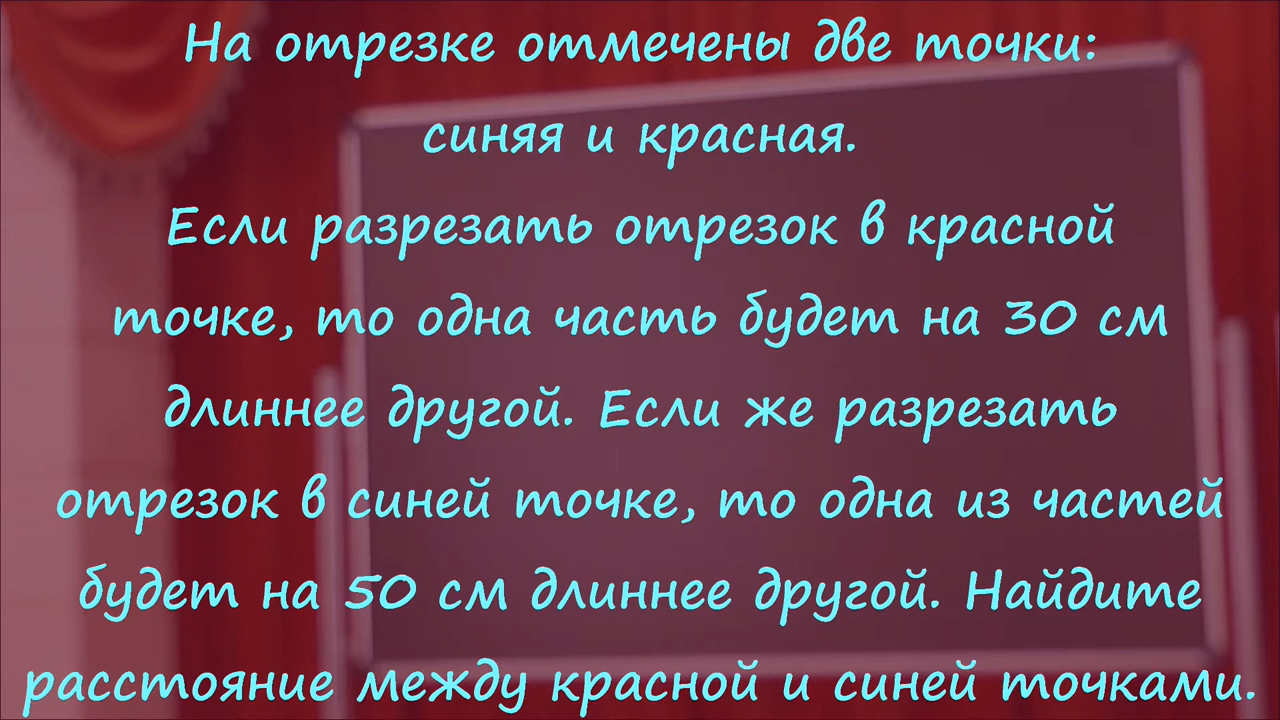 На отрезке отмечены две точки:
синяя и красная.
Если разрезать отрезок в красной
точке, то одна часть будет на 30 см
длиннее другой. Если же разрезать
отрезок в синей точке, то одна из частей
будет на 50 см длиннее другой. Найдите
расстояние между красной и синей точками.